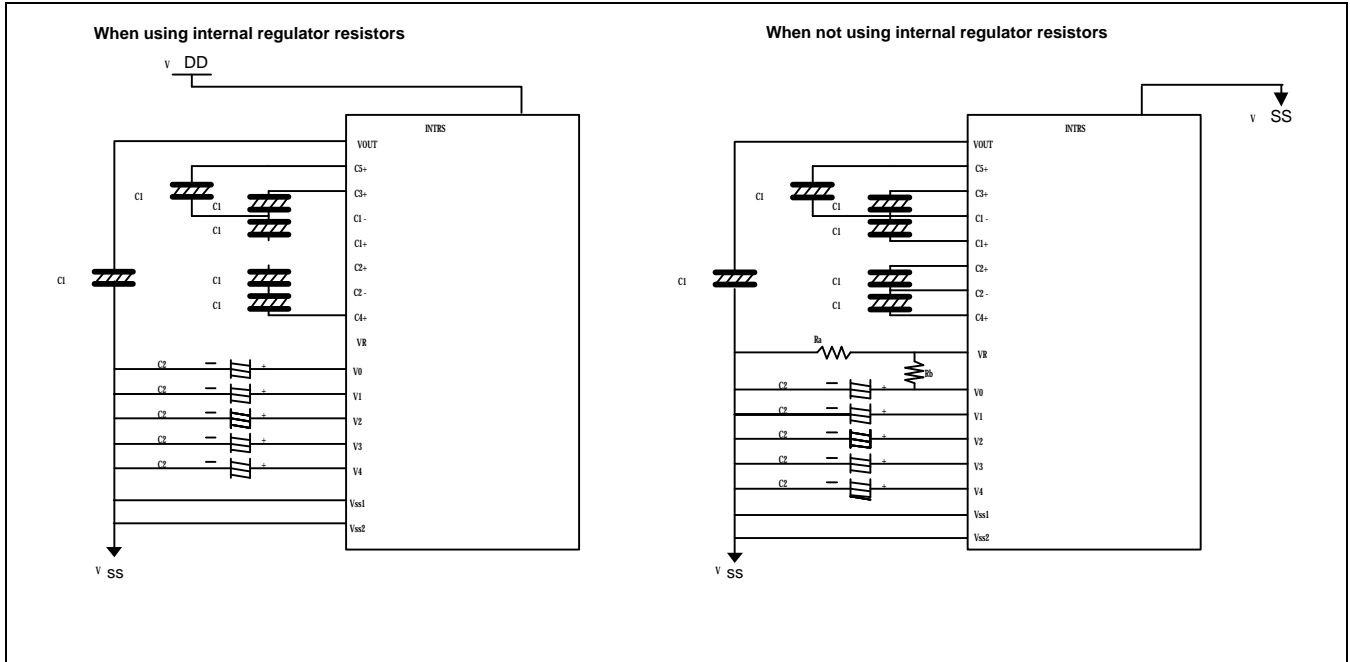 When using internal regulator resistors
V DD
INTRS
VOUT
C5+
C1
C3+
C1
C1 -
C1
C1+
C2+
C1
C1
C2 -
C1
C4+
VR
C2 — + V0
C2 — + V1
C2 — + V2
C2 — + V3
C2 — + V4
Vss1
Vss2
V SS
When not using internal regulator resistors
V SS
INTRS
VOUT
C5+
C1
C3+
C1
C1 -
C1
C1+
C2+
C1
C1
C2 -
C1
C4+
Ra
VR
Rb
C2 — + V0
C2 — + V1
C2 — + V2
C2 — + V3
C2 — + V4
Vss1
Vss2
V SS